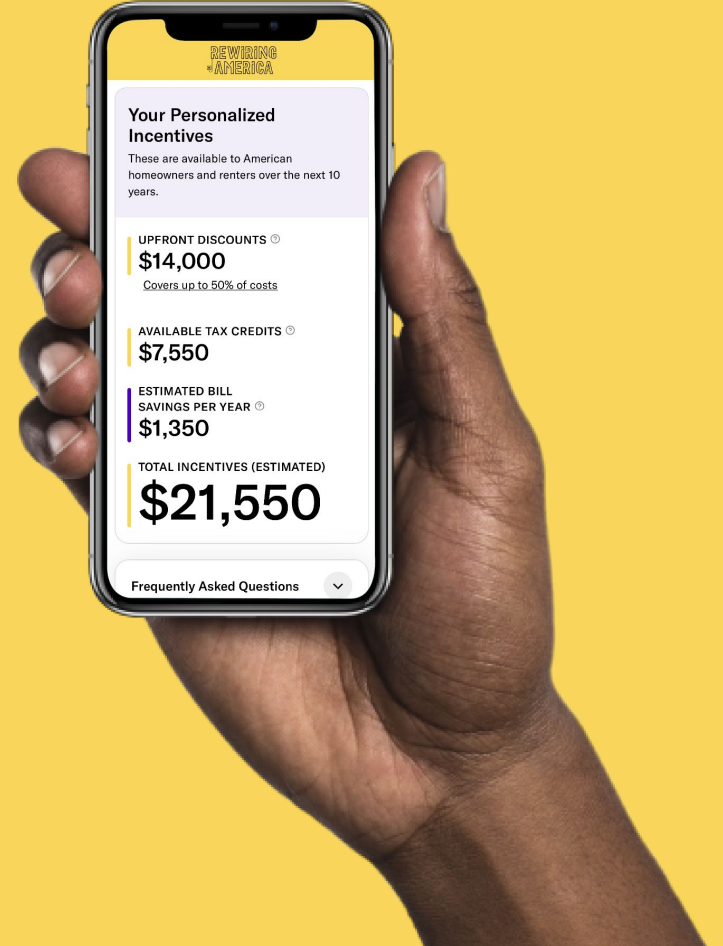 REWIRING
AMERICA
Your Personalized
Incentives
These are available to American
homeowners and renters over the next 10
years.
UPFRONT DISCOUNTS ?
$14,000
Covers up to 50% of costs
AVAILABLE TAX CREDITS ?
$7,550
ESTIMATED BILL
SAVINGS PER YEAR ?
$1,350
TOTAL INCENTIVES (ESTIMATED)
$21,550
Frequently Asked Questions